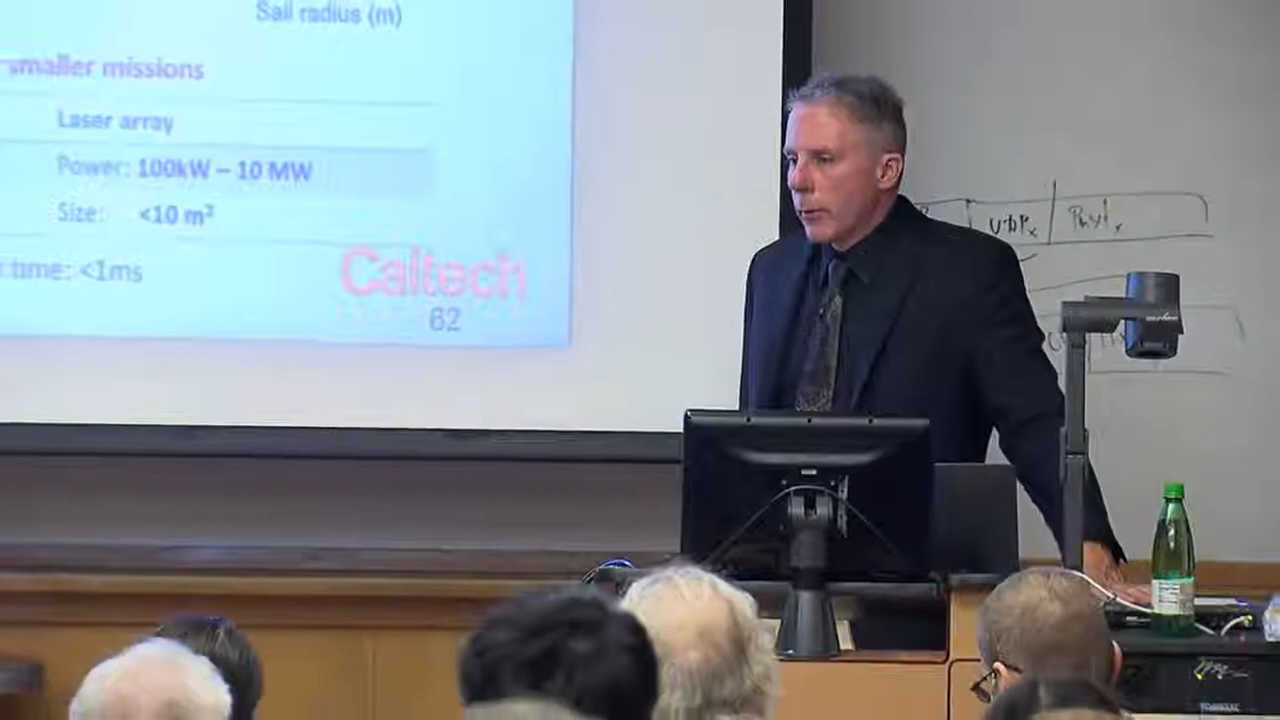 Sail radius (m)
smaller missions
Laser array
Power: 100kW – 10 MW
Size: <10 m²
time: <1ms
Caltech
62